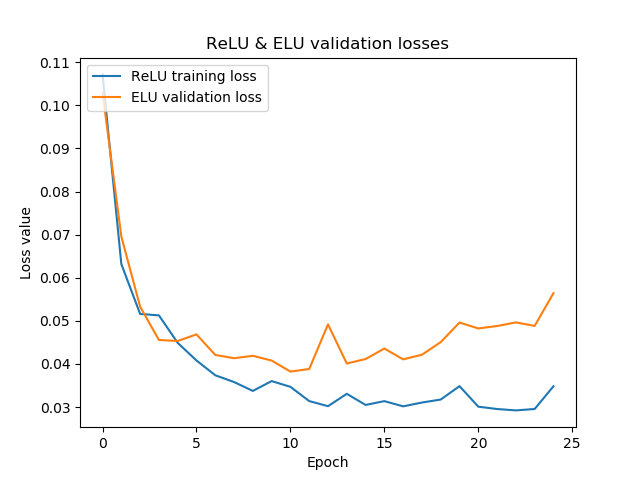 ReLU & ELU validation losses
ReLU training loss
ELU validation loss
0.11
0.10
0.09
0.08
0.07
0.06
0.05
0.04
0.03
Loss value
0 5 10 15 20 25
Epoch